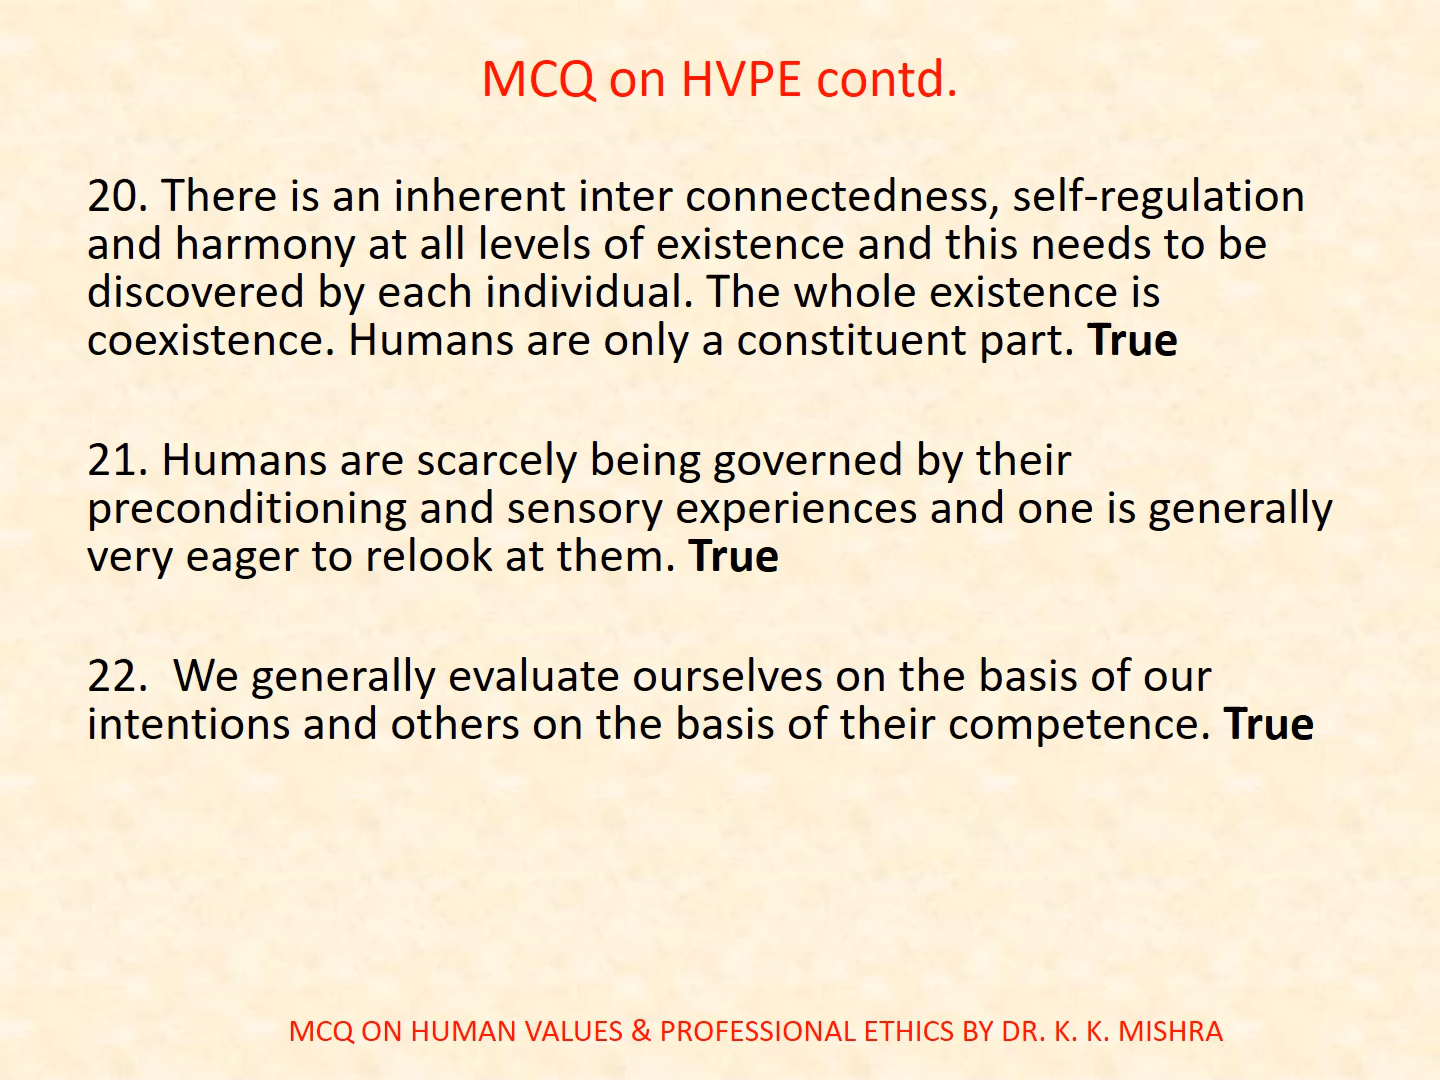 MCQ on HVPE contd.
20. There is an inherent inter connectedness, self-regulation
and harmony at all levels of existence and this needs to be
discovered by each individual. The whole existence is
coexistence. Humans are only a constituent part. True
21. Humans are scarcely being governed by their
preconditioning and sensory experiences and one is generally
very eager to relook at them. True
22. We generally evaluate ourselves on the basis of our
intentions and others on the basis of their competence. True
MCQ ON HUMAN VALUES & PROFESSIONAL ETHICS BY DR. K. K. MISHRA